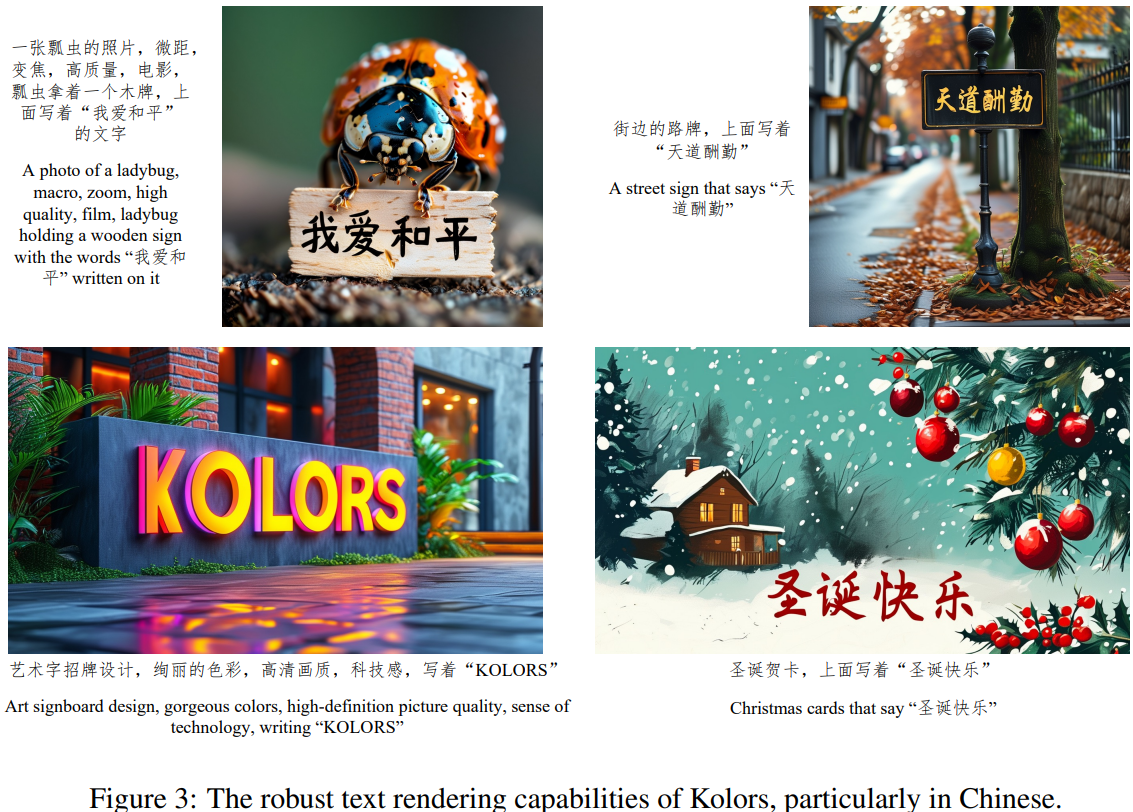 一张瓢虫的照片，微距，
变焦，高质量，电影，
瓢虫拿着一个木牌，上
面写着“我爱和平”
的文字
A photo of a ladybug,
macro, zoom, high
quality, film, ladybug
holding a wooden sign
with the words “我爱和
平” written on it
我爱和平
街边的路牌，上面写着
“天道酬勤”
A street sign that says “天
道酬勤”
天道酬勤
KOLORS
艺术字招牌设计，绚丽的色彩，高清画质，科技感，写着“KOLORS”
Art signboard design, gorgeous colors, high-definition picture quality, sense of
technology, writing “KOLORS”
圣诞快乐
圣诞贺卡，上面写着“圣诞快乐”
Christmas cards that say “圣诞快乐”
Figure 3: The robust text rendering capabilities of Kolors, particularly in Chinese.